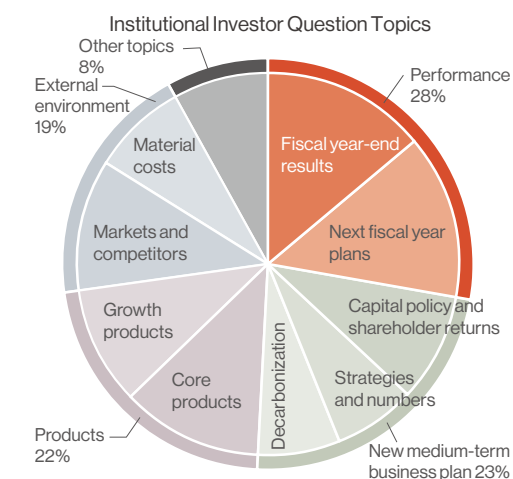 Institutional Investor Question Topics
Other topics
8%
External
environment
19%
Performance
28%
Material
costs
Fiscal year-end
results
Markets and
competitors
Next fiscal year
plans
Growth
products
Capital policy and
shareholder returns
Core
products
Decarbonization
Strategies
and numbers
Products
22%
New medium-term
business plan 23%